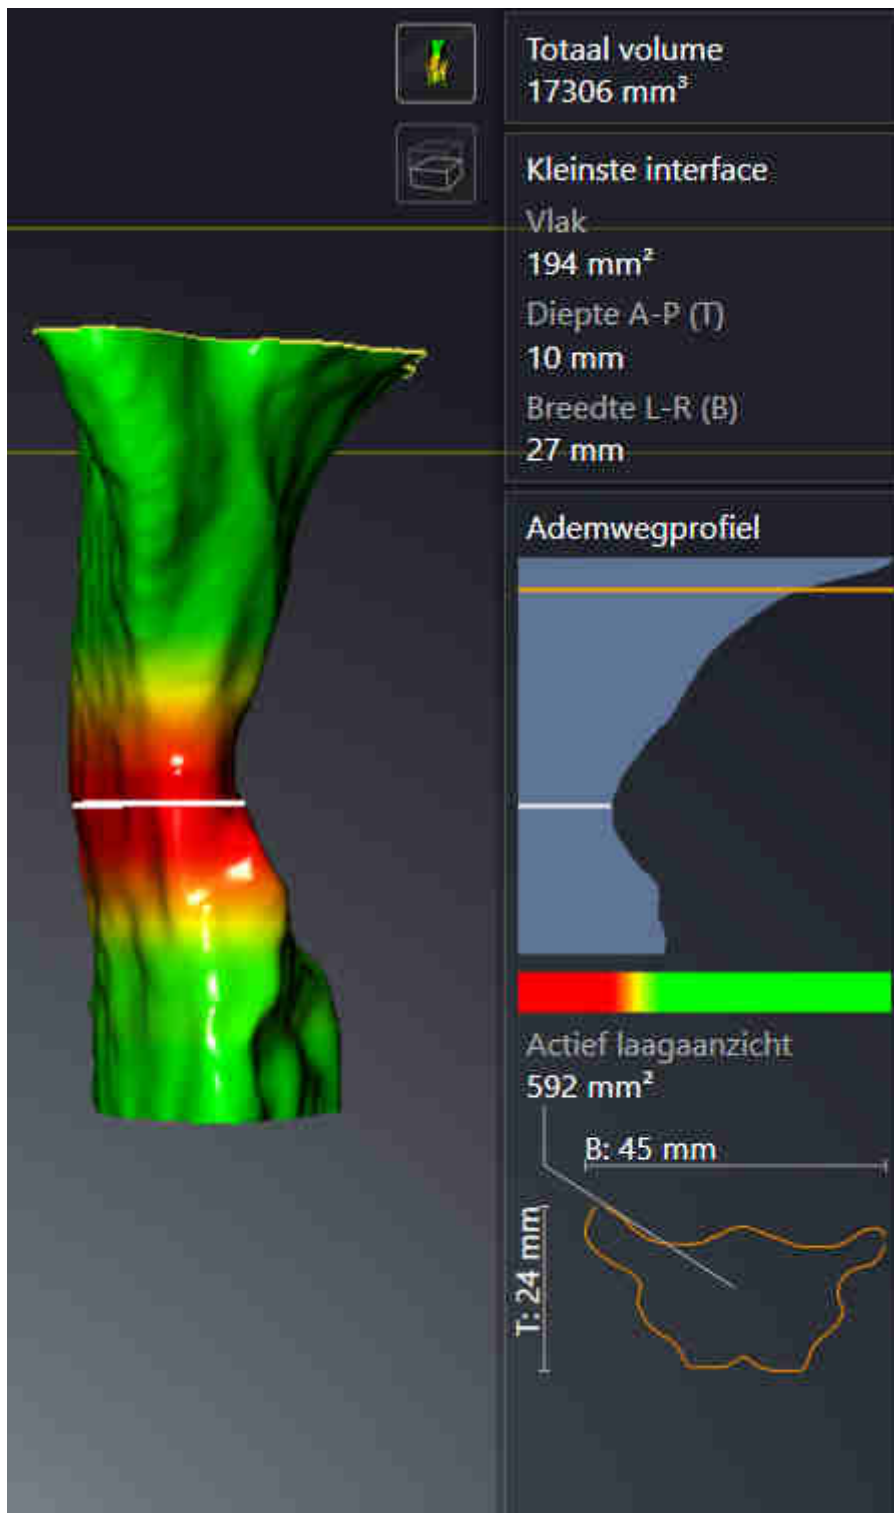 Totaal volume
17306 mm³
Kleinste interface
Vlak
194 mm²
Diepte A-P (T)
10 mm
Breedte L-R (B)
27 mm
Ademwegprofiel
Actief laagaanzicht
592 mm²
B: 45 mm
T: 24 mm